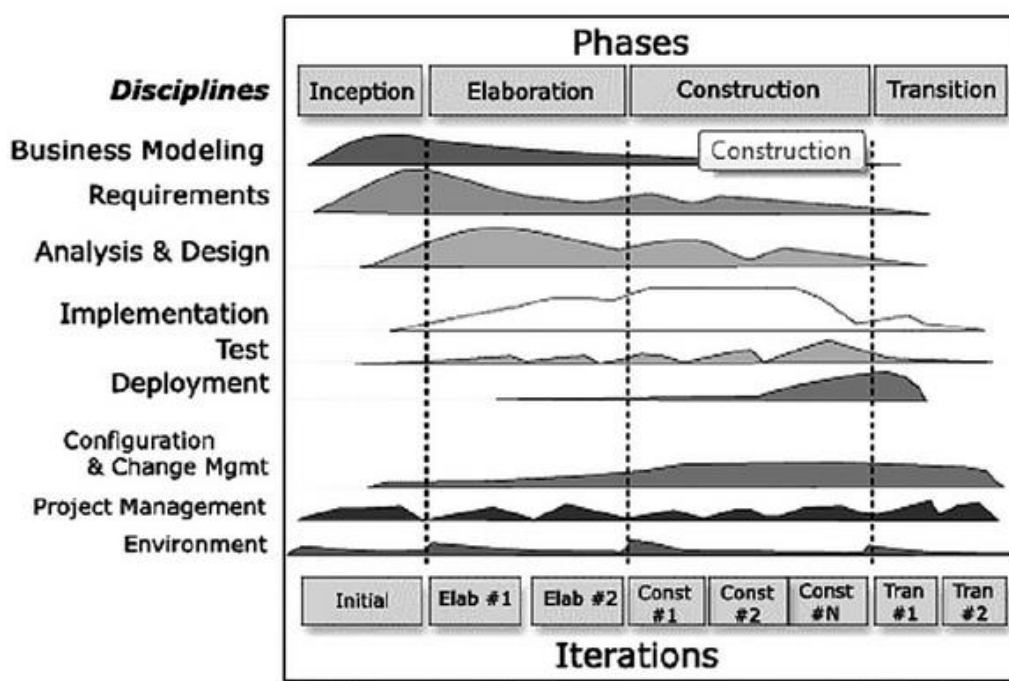 Phases
Disciplines
Inception
Elaboration
Construction
Transition
Business Modeling
Construction
Requirements
Analysis & Design
Implementation
Test
Deployment
Configuration
& Change Mgmt
Project Management
Environment
Initial
Elab #1
Elab #2
Const
#1
Const
#2
Const
#N
Tran
#1
Tran
#2
Iterations